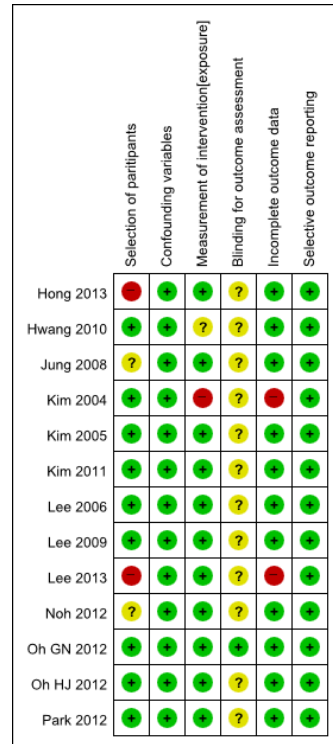 Selection of paritipants
Confounding variables
Measurement of intervention[exposure]
Blinding for outcome assessment
Incomplete outcome data
Selective outcome reporting
Hong 2013 - + + ? + +
Hwang 2010 + + ? ? + +
Jung 2008 ? + + ? + +
Kim 2004 + + - ? - +
Kim 2005 + + + ? + +
Kim 2011 + + + ? + +
Lee 2006 + + + ? + +
Lee 2009 + + + ? + +
Lee 2013 - + + ? - +
Noh 2012 ? + + ? + +
Oh GN 2012 + + + + + +
Oh HJ 2012 + + + ? + +
Park 2012 + + + ? + +